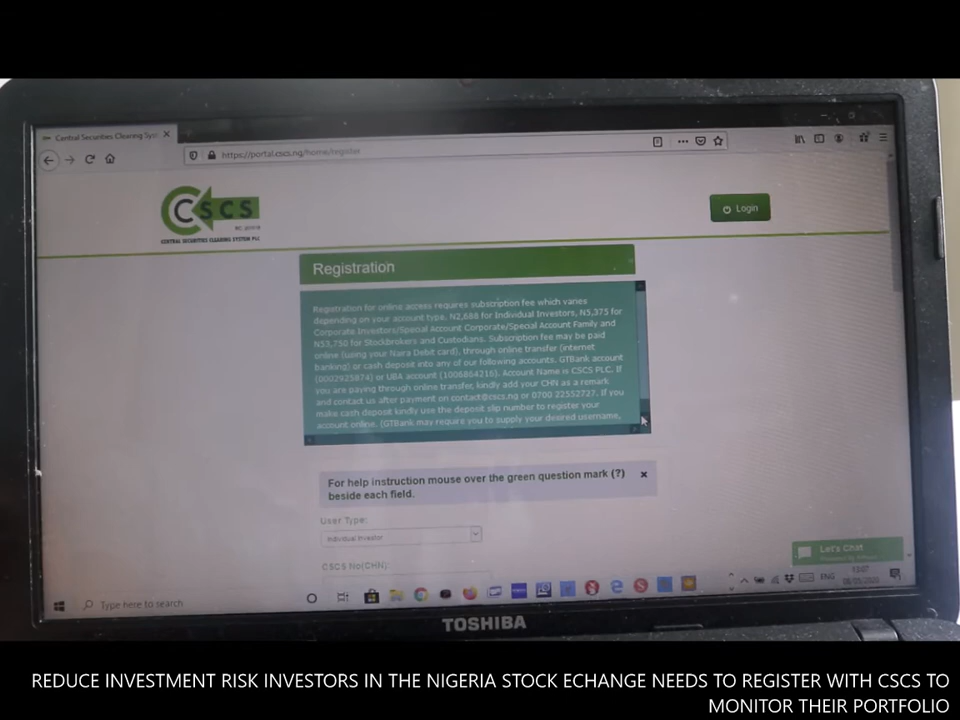 Central Securities Clearing Sys
https://portal.cscs.ng/home/register
CSCS
CENTRAL SECURITIES CLEARING SYSTEM PLC
Login
Registration
Registration for online access requires subscription fee which varies
depending on your account type. N2,688 for Individual Investors, N5,375 for
Corporate Investors/Special Account Corporate/Special Account Family and
N53,750 for Stockbrokers and Custodians. Subscription fee may be paid
online (using your Naira Debit card), through online transfer (internet
banking) or cash deposit into any of our following accounts. GTBank account
(0002925874) or UBA account (1006864216). Account Name is CSCS PLC. If
you are paying through online transfer, kindly add your CHN as a remark
and contact us after payment on contact@cscs.ng or 0700 22552727. If you
make cash deposit kindly use the deposit slip number to register your
account online. (GTBank may require you to supply your desired username,
For help instruction mouse over the green question mark (?)
beside each field.
User Type:
Individual Investor
CSCS No(CHN):
Let's Chat
Type here to search
ENG
13:07
08/05/2020
TOSHIBA
REDUCE INVESTMENT RISK INVESTORS IN THE NIGERIA STOCK ECHANGE NEEDS TO REGISTER WITH CSCS TO
MONITOR THEIR PORTFOLIO